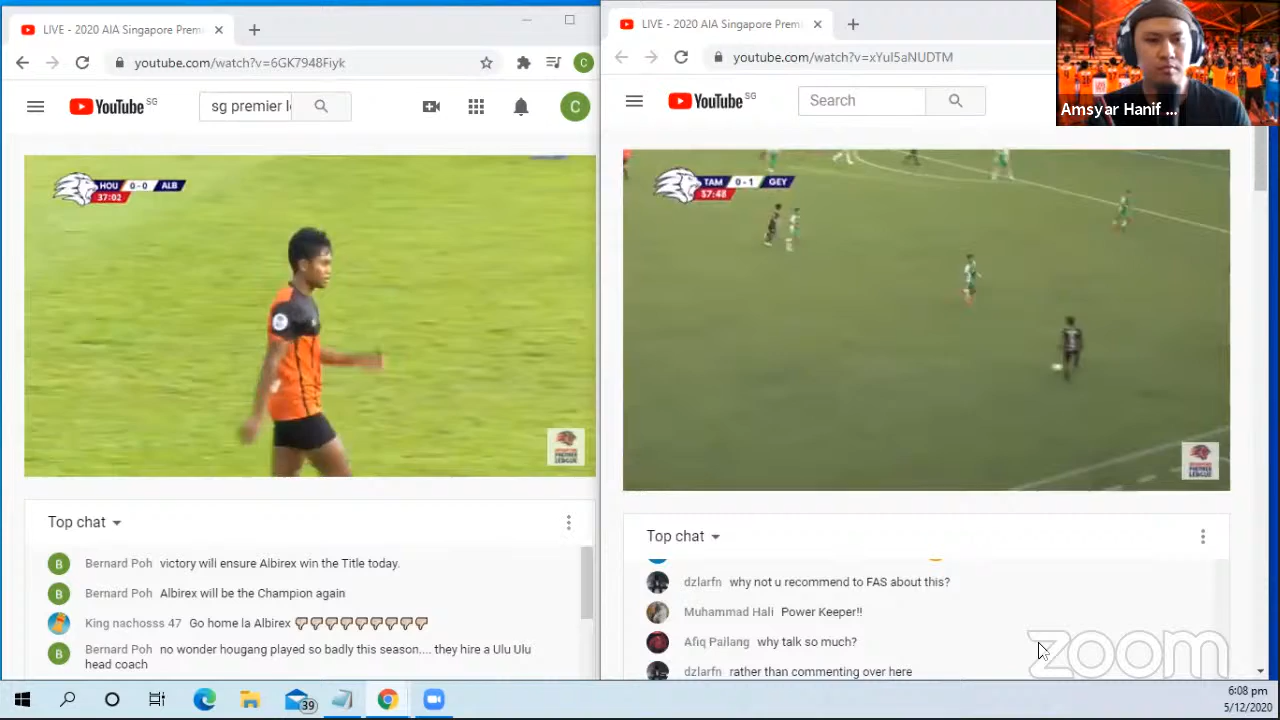 LIVE - 2020 AIA Singapore Prem
youtube.com/watch?v=6GK7948Fiyk
C
YouTube SG
sg premier l
C
HOU 0-0 ALB
37:02
Top chat
B Bernard Poh victory will ensure Albirex win the Title today.
B Bernard Poh Albirex will be the Champion again
King nachosss 47 Go home la Albirex 👎👎👎👎👎👎👎👎👎
B Bernard Poh no wonder hougang played so badly this season.... they hire a Ulu Ulu
head coach
LIVE - 2020 AIA Singapore Prem
youtube.com/watch?v=xYuI5aNUDTM
YouTube SG
Search
TAM 0-1 GEY
37:48
PREMIER
LEAGUE
Top chat
dzlarfn why not u recommend to FAS about this?
Muhammad Hali Power Keeper!!
Afiq Pailang why talk so much?
dzlarfn rather than commenting over here
Amsyar Hanif ...
zoom
39
6:08 pm
5/12/2020